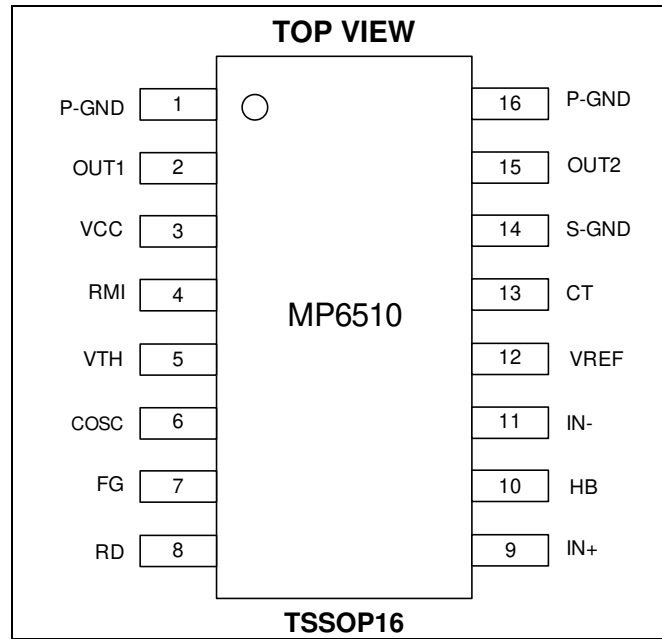 TOP VIEW
P-GND 1 16 P-GND
OUT1 2 15 OUT2
VCC 3 14 S-GND
RMI 4 13 CT
MP6510
VTH 5 12 VREF
COSC 6 11 IN-
FG 7 10 HB
RD 8 9 IN+
TSSOP16